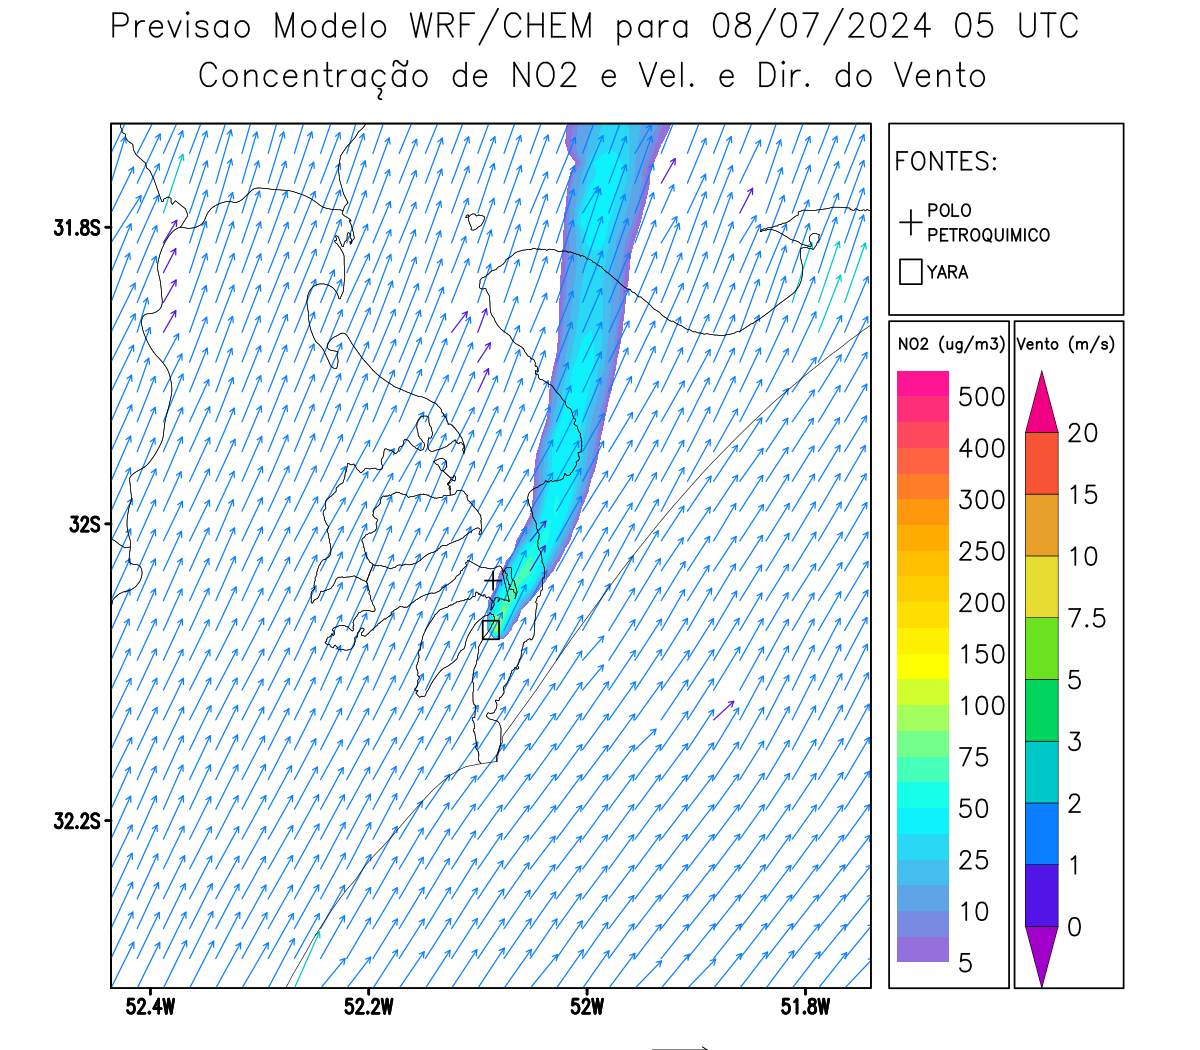 Previsao Modelo WRF/CHEM para 08/07/2024 05 UTC
Concentração de NO2 e Vel. e Dir. do Vento
FONTES:
POLO
PETROQUIMICO
YARA
NO2 (ug/m3)
500
400
300
250
200
150
100
75
50
25
10
5
Vento (m/s)
20
15
10
7.5
5
3
2
1
0
31.8S
32S
32.2S
52.4W
52.2W
52W
51.8W